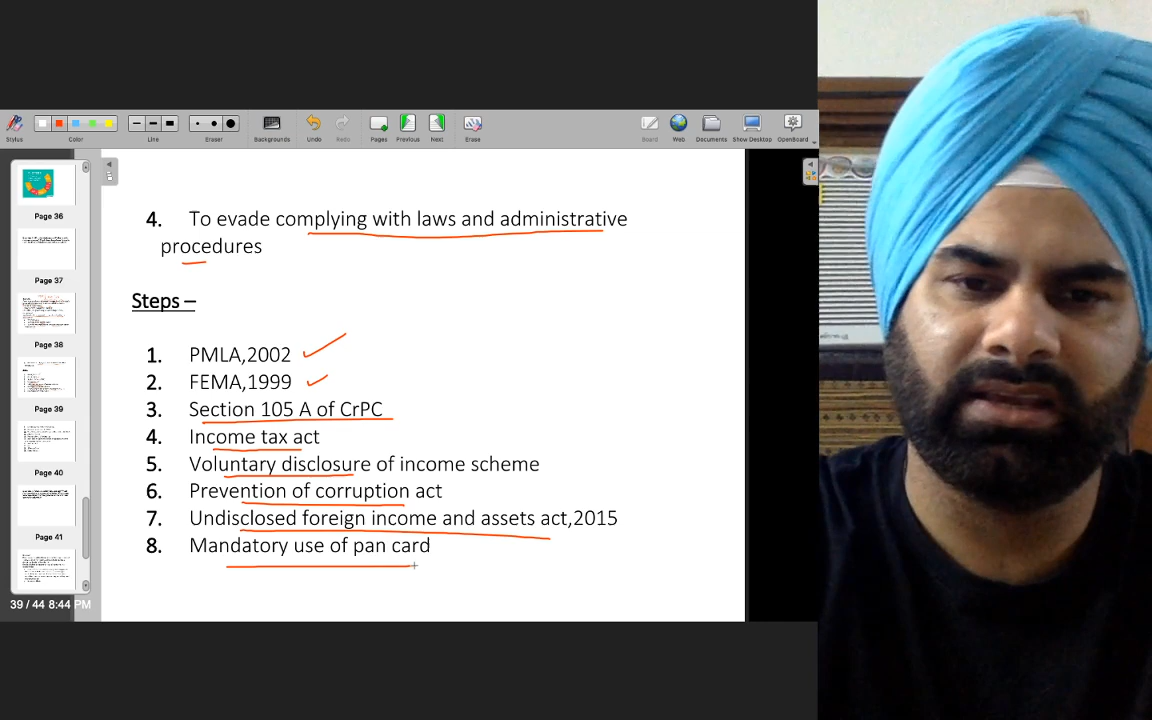 Stylus
Color
Line
Eraser
Backgrounds
Undo
Redo
Pages
Previous
Next
Erase
Board
Web
Documents
Show Desktop
OpenBoard
Page 36
Page 37
Page 38
Page 39
Page 40
Page 41
39 / 44 8:44 PM
4. To evade complying with laws and administrative
procedures
Steps –
1. PMLA,2002
2. FEMA,1999
3. Section 105 A of CrPC
4. Income tax act
5. Voluntary disclosure of income scheme
6. Prevention of corruption act
7. Undisclosed foreign income and assets act,2015
8. Mandatory use of pan card